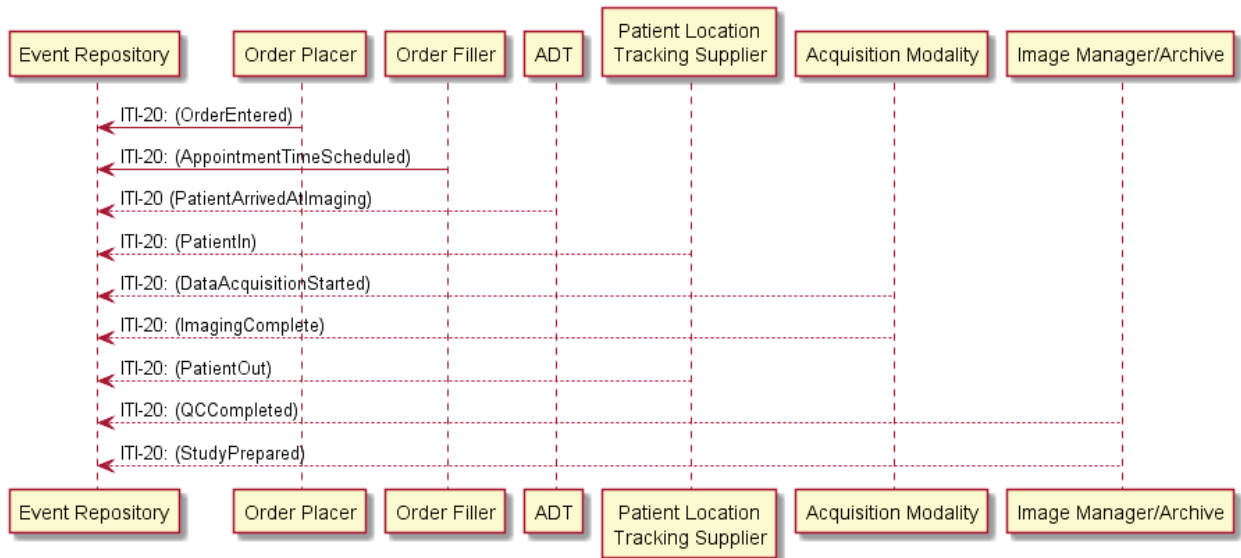 Event Repository
Order Placer
Order Filler
ADT
Patient Location
Tracking Supplier
Acquisition Modality
Image Manager/Archive
ITI-20: (OrderEntered)
ITI-20: (AppointmentTimeScheduled)
ITI-20 (PatientArrivedAtImaging)
ITI-20: (PatientIn)
ITI-20: (DataAcquisitionStarted)
ITI-20: (ImagingComplete)
ITI-20: (PatientOut)
ITI-20: (QCCompleted)
ITI-20: (StudyPrepared)
Event Repository
Order Placer
Order Filler
ADT
Patient Location
Tracking Supplier
Acquisition Modality
Image Manager/Archive